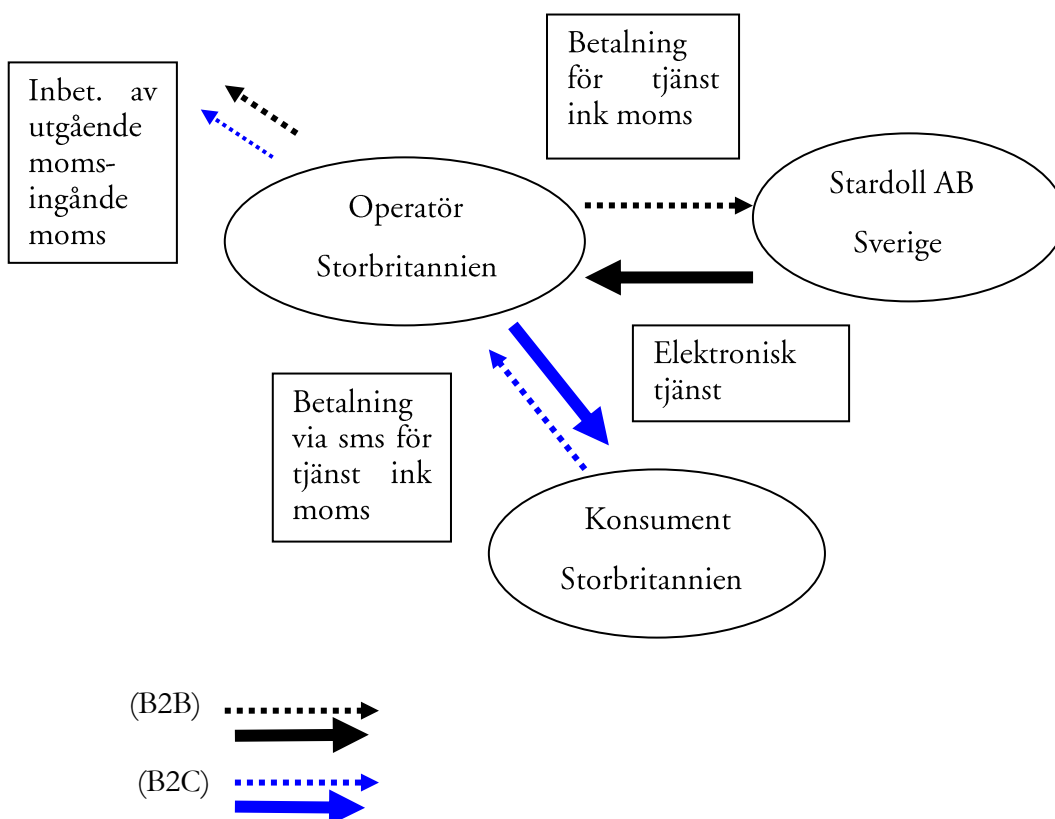 Betalning
för tjänst
ink moms
Inbet. av
utgående
moms-
ingånde
moms
Operatör
Storbritannien
Stardoll AB
Sverige
Elektronisk
tjänst
Betalning
via sms för
tjänst ink
moms
Konsument
Storbritannien
(B2B)
(B2C)